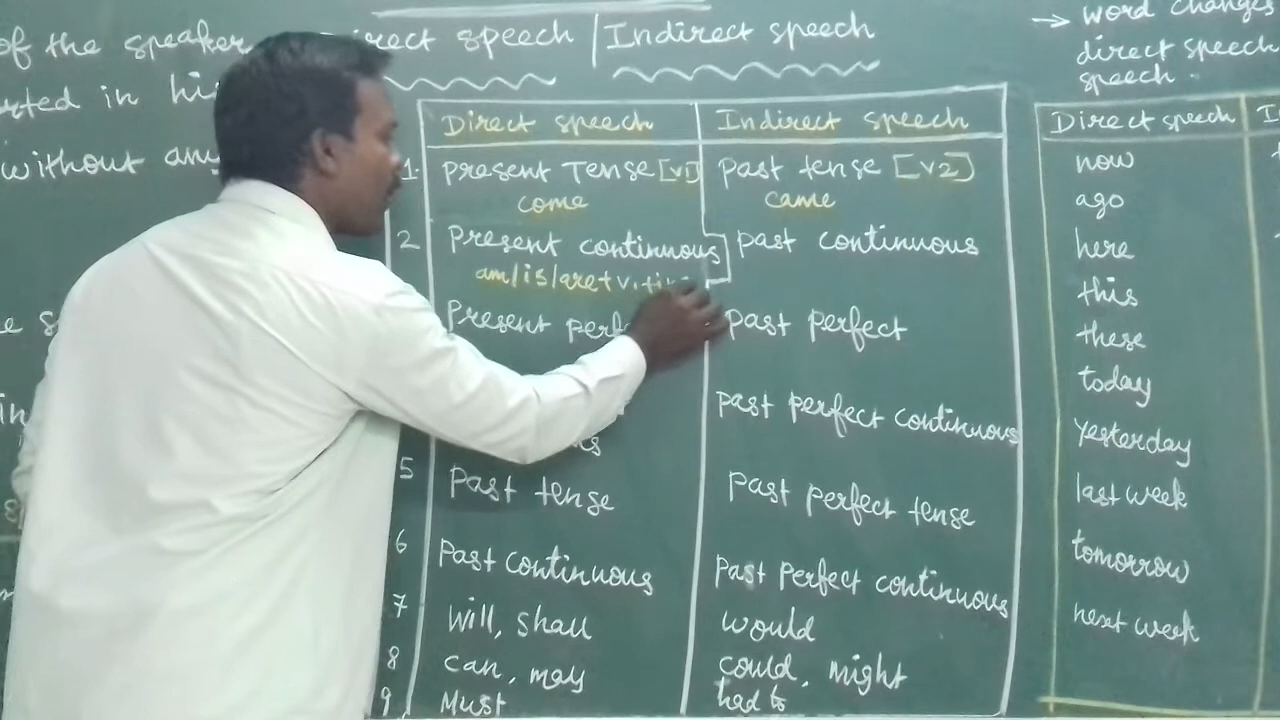 of the speaker
rted in hi
without any
Direct speech | Indirect speech
Direct speech Indirect speech
1. Present Tense [v1] Past tense [v2]
come came
2 Present continuous past continuous
am/is/are+v1+in
Present perf past perfect
past perfect continuous
5 Past tense past perfect tense
6 Past continuous past perfect continuous
7 will, shall would
8 can, may could, might
9 Must had to
→ word changes
direct speech
speech.
Direct speech
now
ago
here
this
these
today
Yesterday
last week
tomorrow
next week